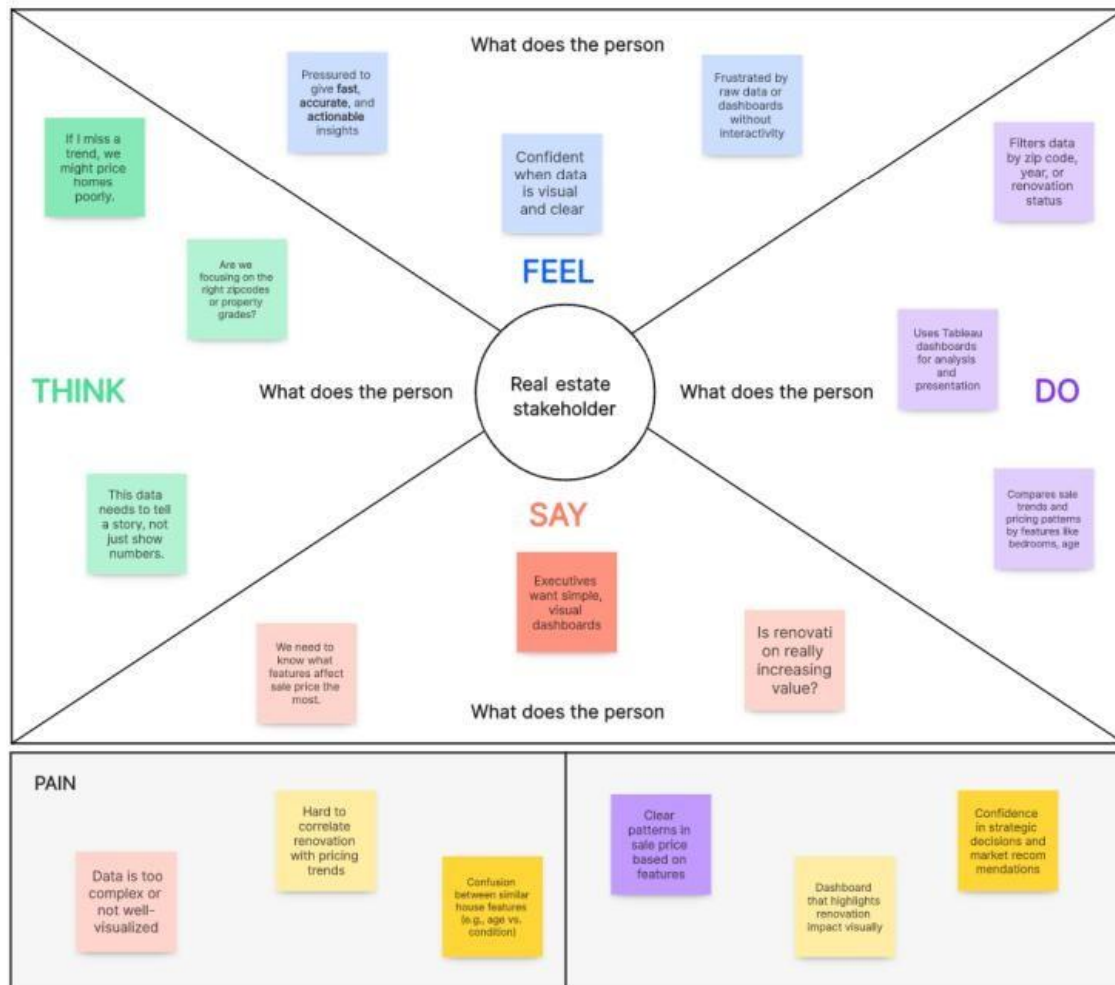 What does the person
Pressured to
give fast,
accurate, and
actionable
insights
Frustrated by
raw data or
dashboards
without
interactivity
Confident
when data
is visual
and clear
FEEL
If I miss a
trend, we
might price
homes
poorly.
Are we
focusing on the
right zipcodes
or property
grades?
THINK
What does the person
This data
needs to tell
a story, not
just show
numbers.
Real estate
stakeholder
Filters data
by zip code,
year, or
renovation
status
Uses Tableau
dashboards
for analysis
and
presentation
What does the person
DO
Compares sale
trends and
pricing patterns
by features like
bedrooms, age
SAY
Executives
want simple,
visual
dashboards
We need to
know what
features affect
sale price the
most.
Is renovati
on really
increasing
value?
What does the person
PAIN
Data is too
complex or
not well-
visualized
Hard to
correlate
renovation
with pricing
trends
Confusion
between similar
house features
(e.g., age vs.
condition)
Clear
patterns in
sale price
based on
features
Dashboard
that highlights
renovation
impact visually
Confidence
in strategic
decisions and
market recom
mendations